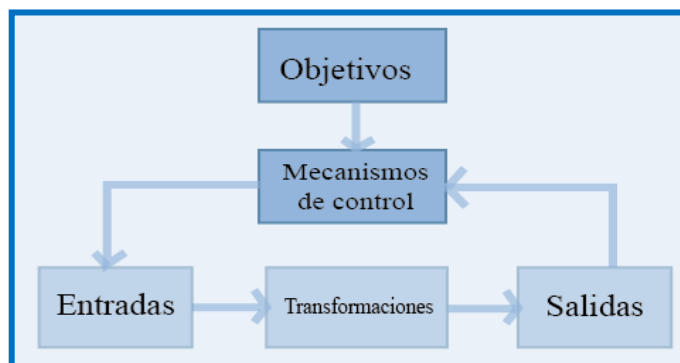 Objetivos
Mecanismos
de control
Entradas
Transformaciones
Salidas